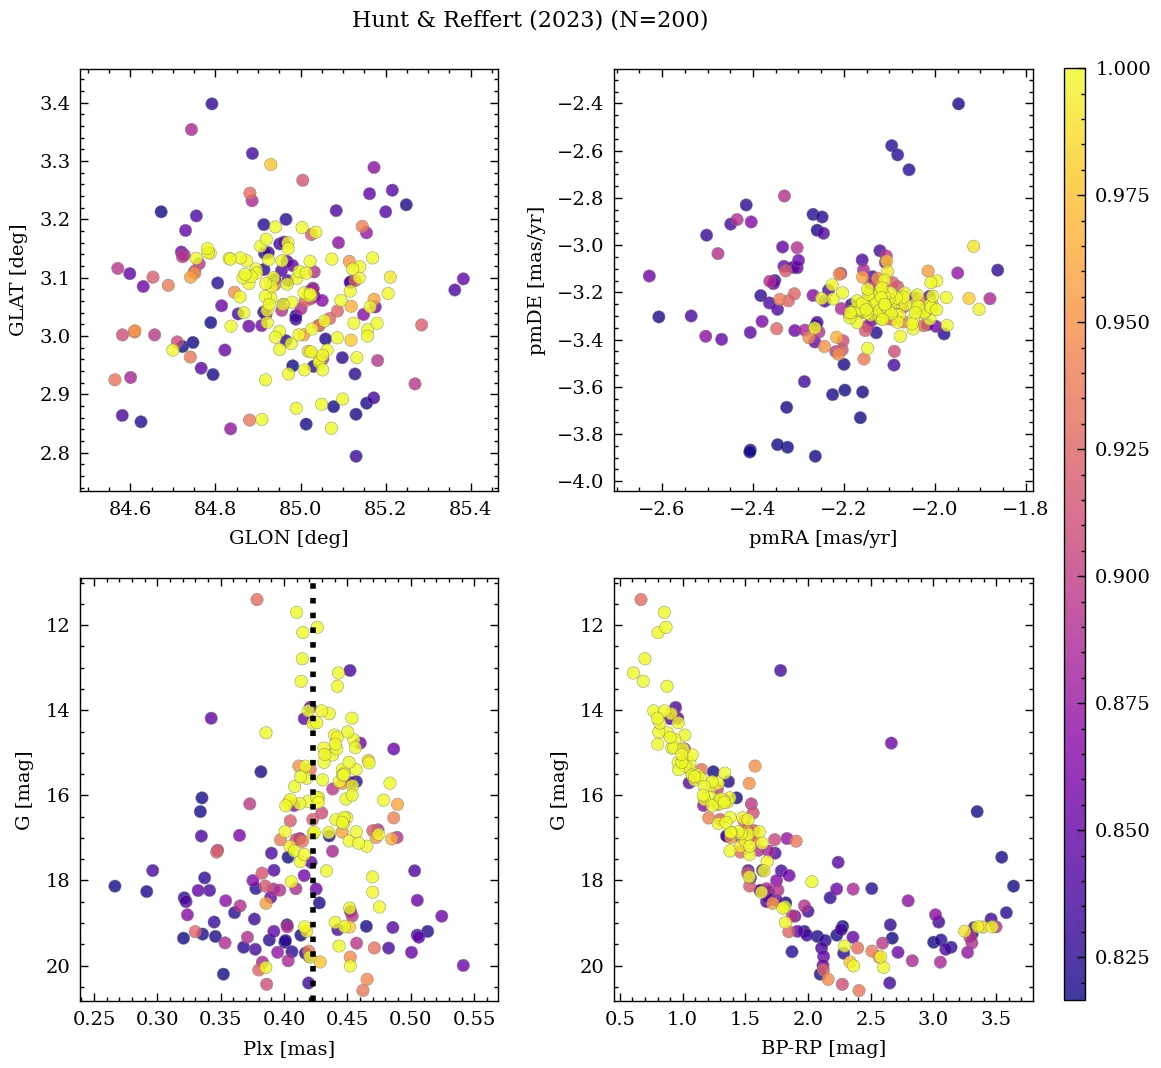 Hunt & Reffert (2023) (N=200)
3.4
3.3
3.2
3.1
3.0
2.9
2.8
GLAT [deg]
84.6 84.8 85.0 85.2 85.4
GLON [deg]
−2.4
−2.6
−2.8
−3.0
−3.2
−3.4
−3.6
−3.8
−4.0
pmDE [mas/yr]
−2.6 −2.4 −2.2 −2.0 −1.8
pmRA [mas/yr]
12
14
16
18
20
G [mag]
0.25 0.30 0.35 0.40 0.45 0.50 0.55
Plx [mas]
12
14
16
18
20
G [mag]
0.5 1.0 1.5 2.0 2.5 3.0 3.5
BP-RP [mag]
1.000
0.975
0.950
0.925
0.900
0.875
0.850
0.825